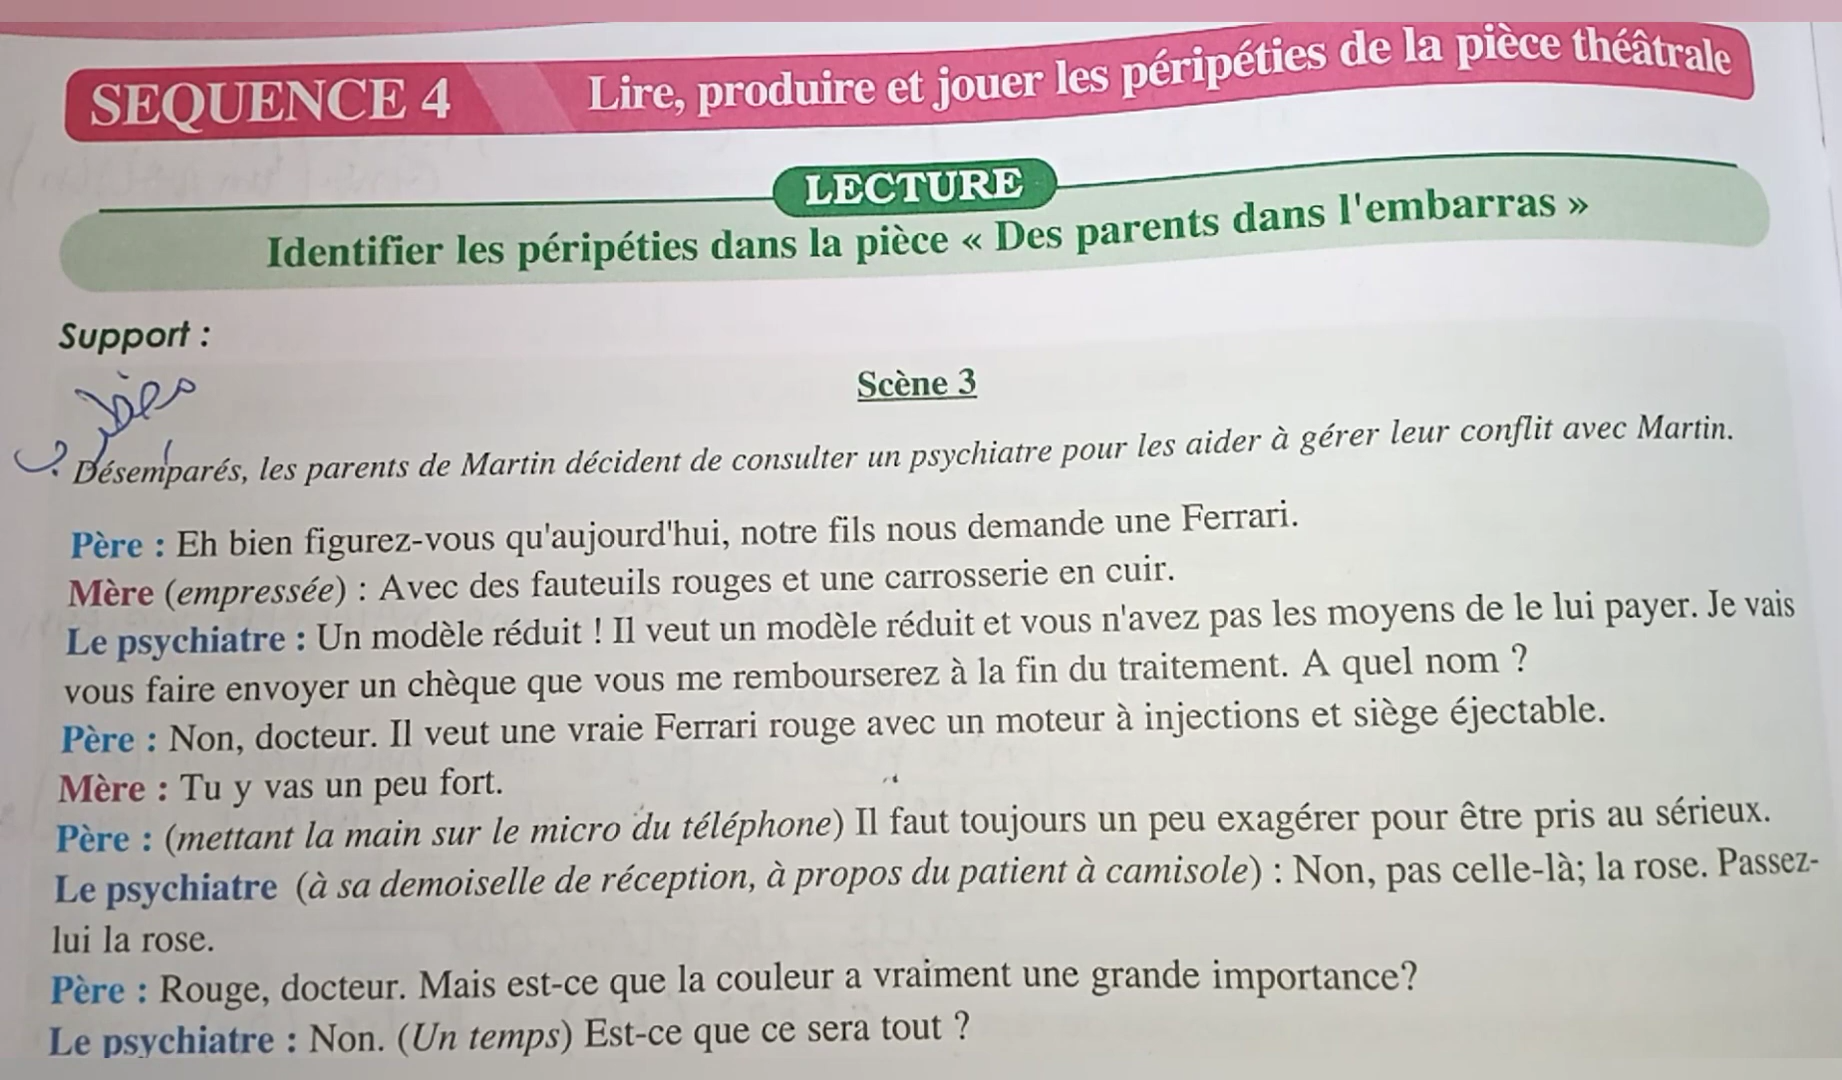 SEQUENCE 4 Lire, produire et jouer les péripéties de la pièce théâtrale
LECTURE
Identifier les péripéties dans la pièce « Des parents dans l'embarras »
Support :
Scène 3
Désemparés, les parents de Martin décident de consulter un psychiatre pour les aider à gérer leur conflit avec Martin.
Père : Eh bien figurez-vous qu'aujourd'hui, notre fils nous demande une Ferrari.
Mère (empressée) : Avec des fauteuils rouges et une carrosserie en cuir.
Le psychiatre : Un modèle réduit ! Il veut un modèle réduit et vous n'avez pas les moyens de le lui payer. Je vais
vous faire envoyer un chèque que vous me rembourserez à la fin du traitement. A quel nom ?
Père : Non, docteur. Il veut une vraie Ferrari rouge avec un moteur à injections et siège éjectable.
Mère : Tu y vas un peu fort.
Père : (mettant la main sur le micro du téléphone) Il faut toujours un peu exagérer pour être pris au sérieux.
Le psychiatre (à sa demoiselle de réception, à propos du patient à camisole) : Non, pas celle-là; la rose. Passez-
lui la rose.
Père : Rouge, docteur. Mais est-ce que la couleur a vraiment une grande importance?
Le psychiatre : Non. (Un temps) Est-ce que ce sera tout ?